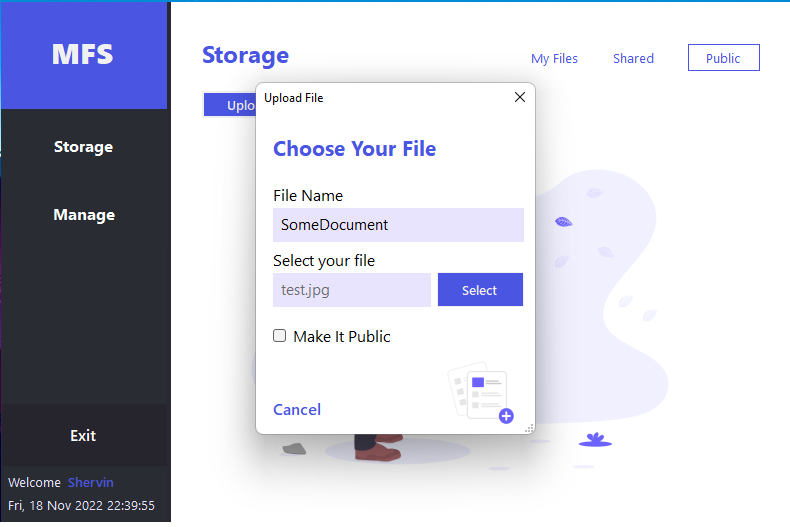 MFS
Storage
Manage
Exit
Welcome Shervin
Fri, 18 Nov 2022 22:39:55
Storage
My Files Shared Public
Upload File
Choose Your File
File Name
SomeDocument
Select your file
test.jpg
Select
Make It Public
Cancel